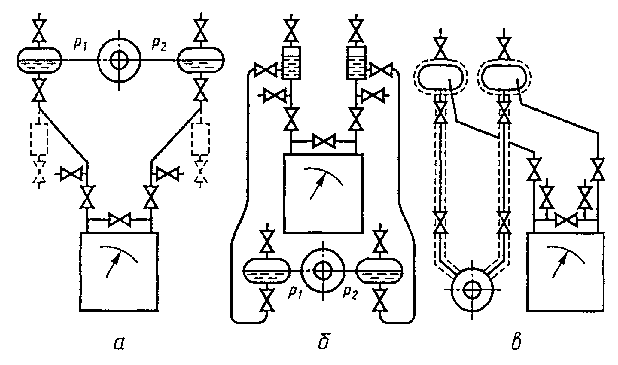 p₁ p₂
p₁ p₂
а б в